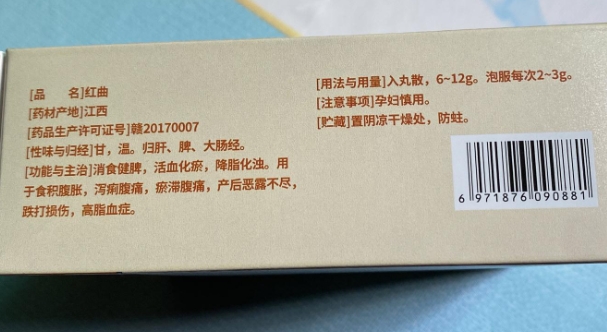 [品　　名]红曲
[药材产地]江西
[药品生产许可证号]赣20170007
[性味与归经]甘，温。归肝、脾、大肠经。
[功能与主治]消食健脾，活血化瘀，降脂化浊。用
于食积腹胀，泻痢腹痛，瘀滞腹痛，产后恶露不尽，
跌打损伤，高脂血症。
[用法与用量]入丸散，6~12g。泡服每次2~3g。
[注意事项]孕妇慎用。
[贮藏]置阴凉干燥处，防蛀。
6 971876 090881